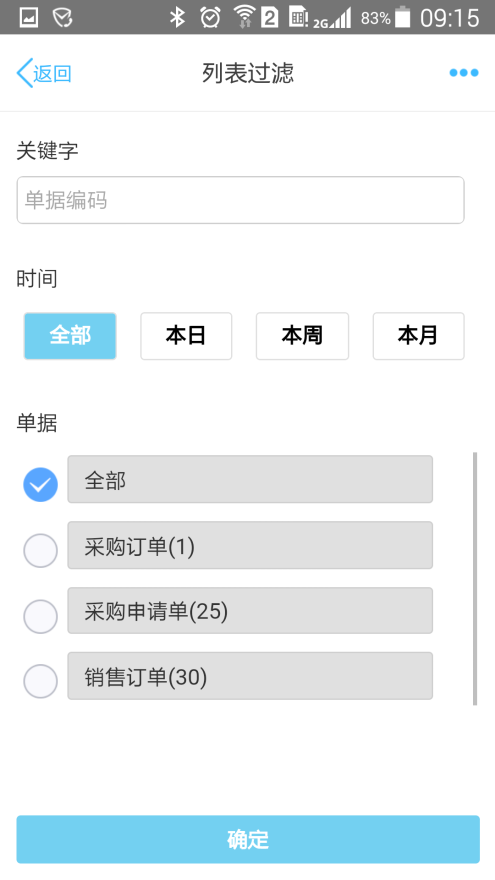 2 2G 83% 09:15
返回 列表过滤
关键字
单据编码
时间
全部 本日 本周 本月
单据
全部
采购订单(1)
采购申请单(25)
销售订单(30)
确定